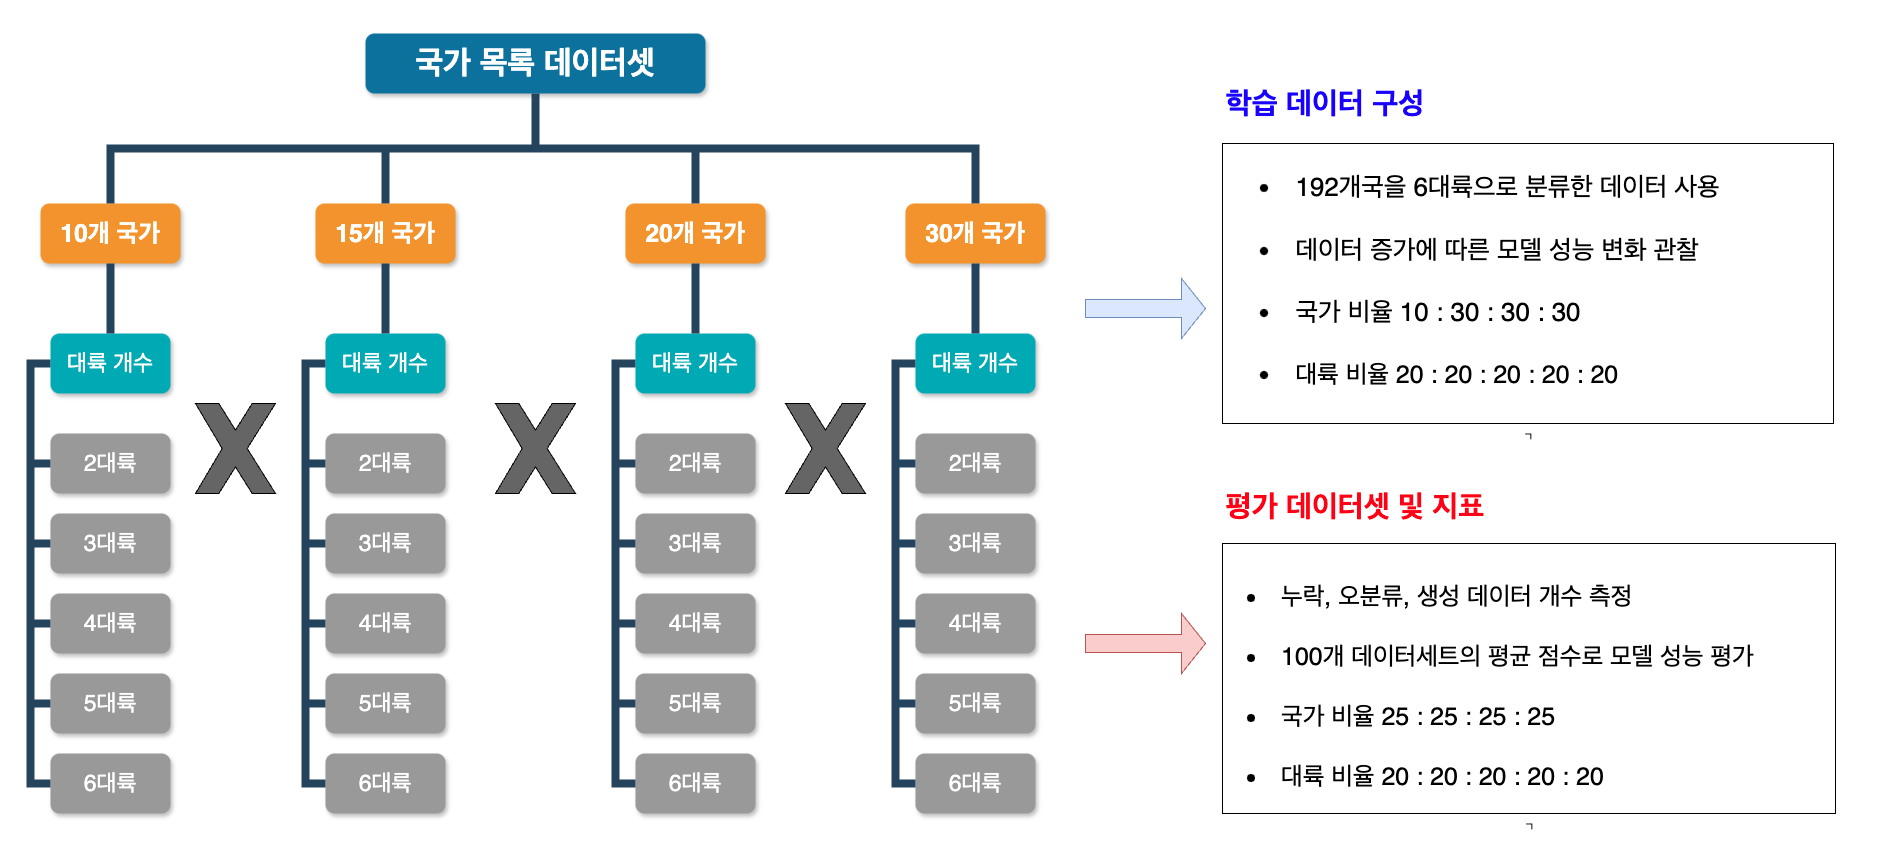 국가 목록 데이터셋
10개 국가
15개 국가
20개 국가
30개 국가
대륙 개수
대륙 개수
대륙 개수
대륙 개수
X
X
X
2대륙
2대륙
2대륙
2대륙
3대륙
3대륙
3대륙
3대륙
4대륙
4대륙
4대륙
4대륙
5대륙
5대륙
5대륙
5대륙
6대륙
6대륙
6대륙
6대륙
학습 데이터 구성
• 192개국을 6대륙으로 분류한 데이터 사용
• 데이터 증가에 따른 모델 성능 변화 관찰
• 국가 비율 10 : 30 : 30 : 30
• 대륙 비율 20 : 20 : 20 : 20 : 20
ㄱ
평가 데이터셋 및 지표
• 누락, 오분류, 생성 데이터 개수 측정
• 100개 데이터세트의 평균 점수로 모델 성능 평가
• 국가 비율 25 : 25 : 25 : 25
• 대륙 비율 20 : 20 : 20 : 20 : 20
ㄱ